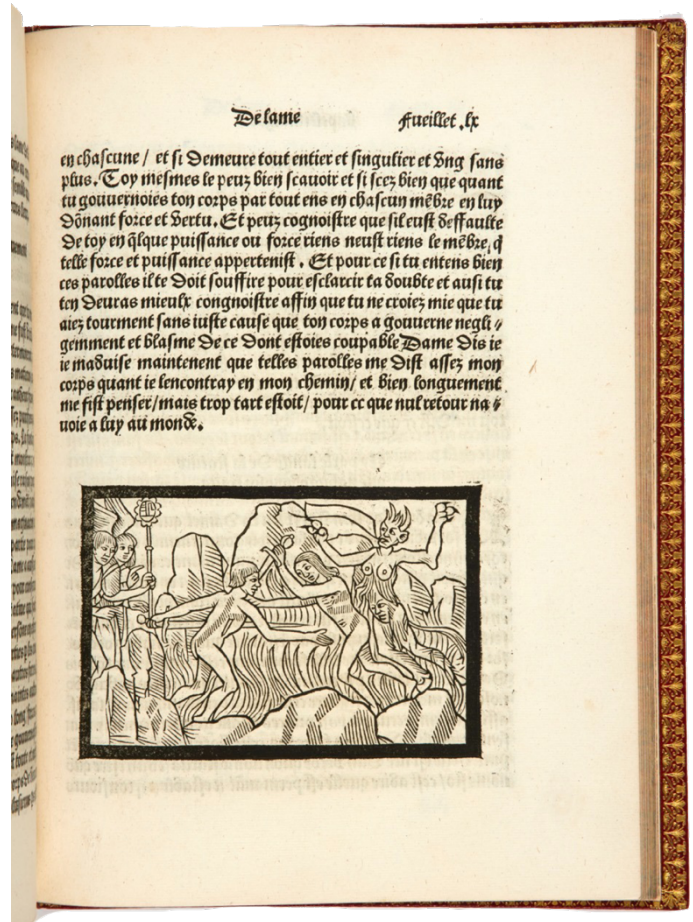 De lame Fueillet .lx
en chascune / et si demeure tout entier et singulier et vng sans
plus. Toy mesmes le peuz bien scauoir et si scez bien que quant
tu gouuernoies ton corps par tout ens en chascun mēbre en luy
dōnant force et vertu. Et peuz cognoistre que sil eust deffaulte
de toy en q̄lque puissance ou force riens neust riens le mēbre, q̄
telle force et puissance appertenist. Et pour ce si tu entens bien
ces parolles il te doit souffire pour esclarcir ta doubte et ausi tu
ten deuras mieulx congnoistre affin que tu ne croiez mie que tu
aiez tourment sans iuste cause que ton corps a gouuerne negli⸗
gemment et blasme de ce dont estoies coupable Dame dis ie
ie maduise maintenent que telles parolles me dist assez mon
corps quant ie lencontray en mon chemin/ et bien longuement
me fist penser/mais trop tart estoit/ pour ce que nul retour na⸗
uoie a luy au monde.